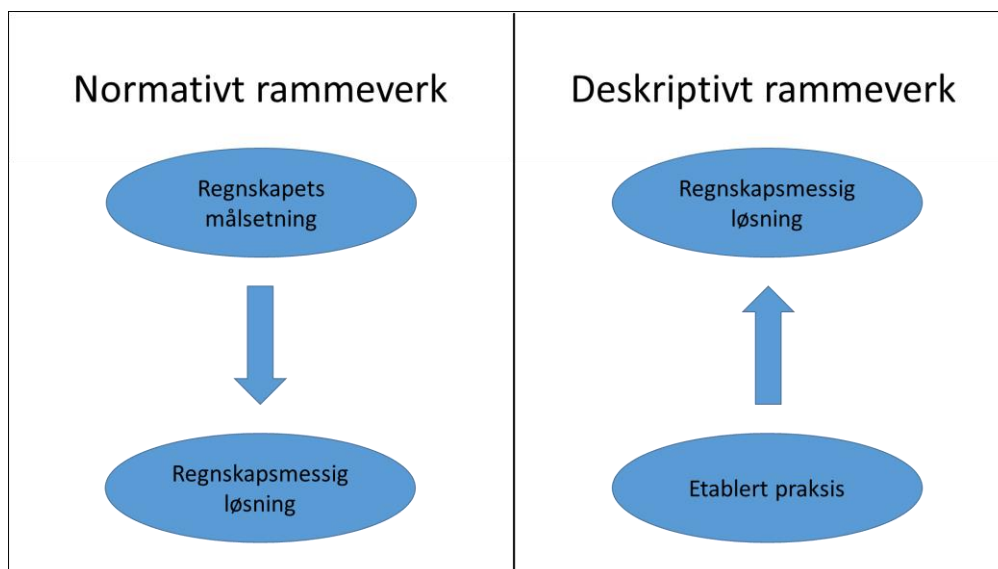 Normativt rammeverk
Regnskapets
målsetning
Regnskapsmessig
løsning
Deskriptivt rammeverk
Regnskapsmessig
løsning
Etablert praksis